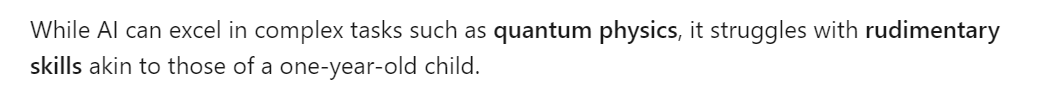 While AI can excel in complex tasks such as quantum physics, it struggles with rudimentary
skills akin to those of a one-year-old child.